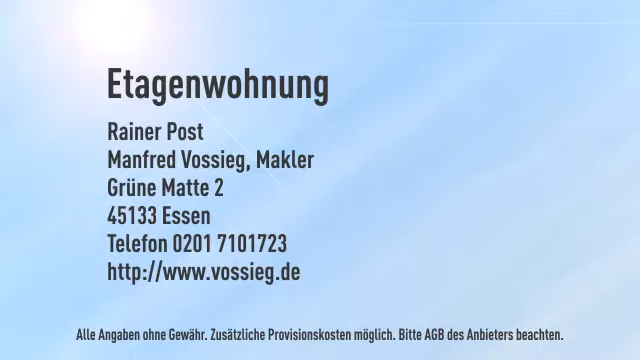 Etagenwohnung
Rainer Post
Manfred Vossieg, Makler
Grüne Matte 2
45133 Essen
Telefon 0201 7101723
http://www.vossieg.de
Alle Angaben ohne Gewähr. Zusätzliche Provisionskosten möglich. Bitte AGB des Anbieters beachten.